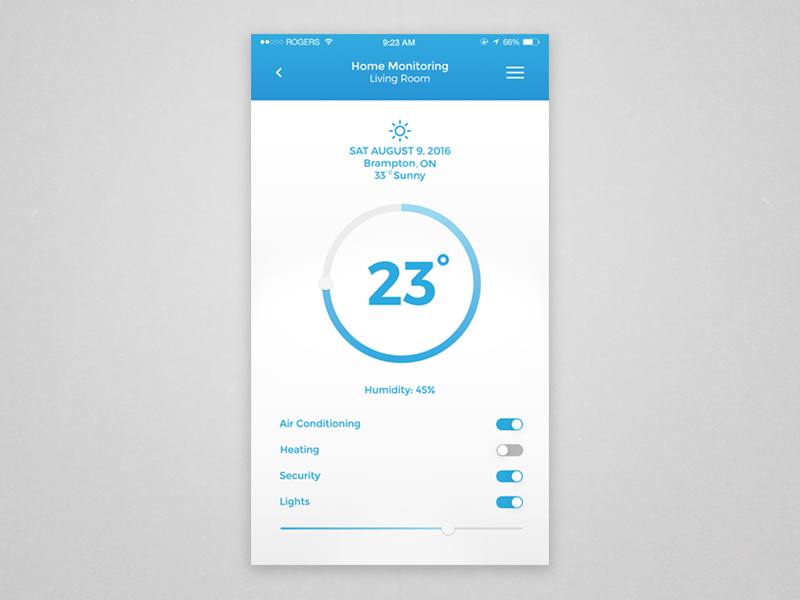 ROGERS 9:23 AM 66%
Home Monitoring
Living Room
SAT AUGUST 9, 2016
Brampton, ON
33°C Sunny
23°
Humidity: 45%
Air Conditioning
Heating
Security
Lights